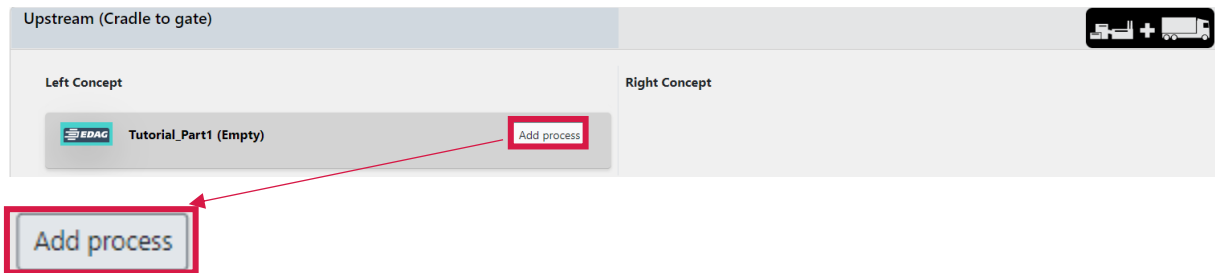 Upstream (Cradle to gate)
Left Concept
Right Concept
EDAG
Tutorial_Part1 (Empty)
Add process
Add process